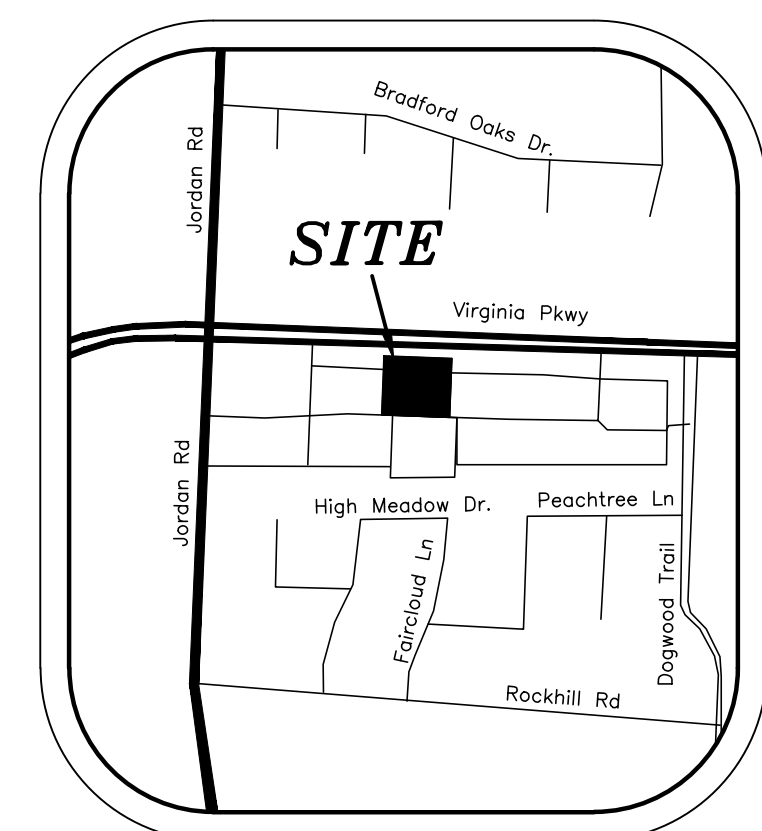 Bradford Oaks Dr.
Jordan Rd
SITE
Virginia Pkwy
Jordan Rd
High Meadow Dr.
Peachtree Ln
Faircloud Ln
Dogwood Trail
Rockhill Rd